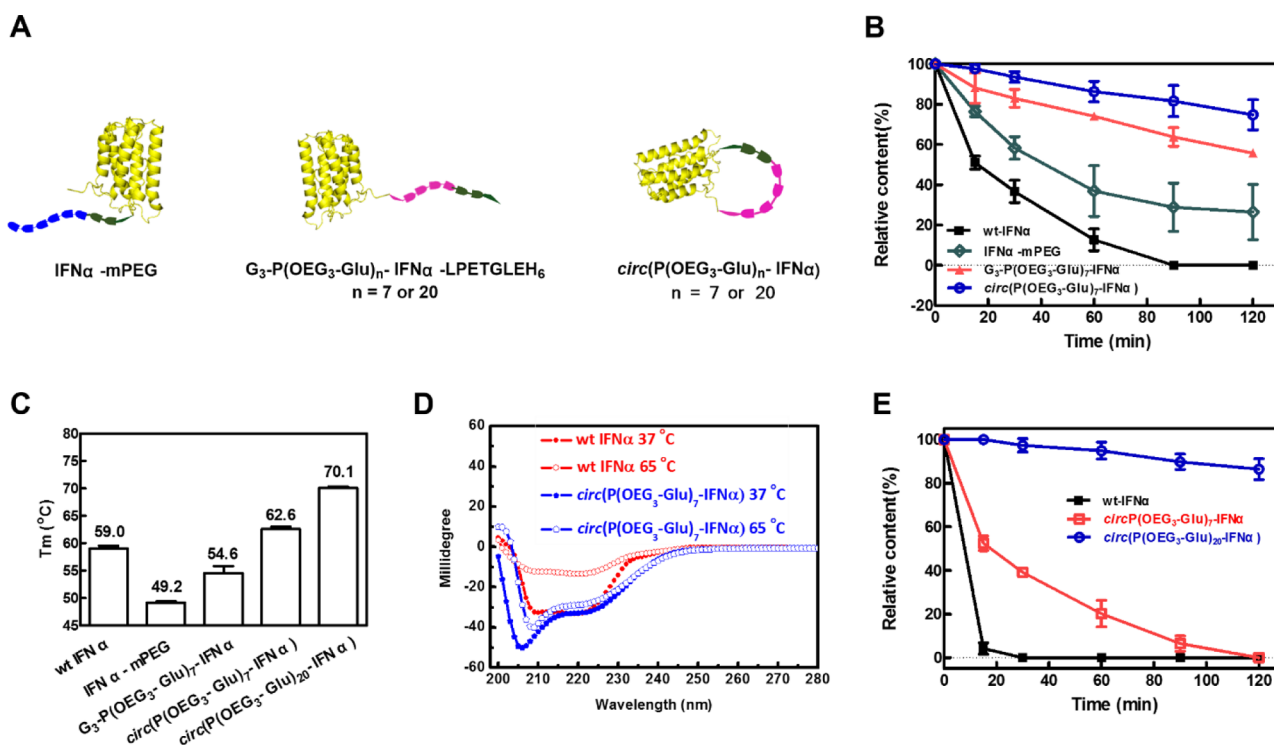 A
IFNα -mPEG
G₃-P(OEG₃-Glu)ₙ- IFNα -LPETGLEH₆
n = 7 or 20
circ(P(OEG₃-Glu)ₙ- IFNα)
n = 7 or 20
B
Relative content(%)
100
80
60
40
20
0
-20
wt-IFNα
IFNα -mPEG
G₃-P(OEG₃-Glu)₇-IFNα
circ(P(OEG₃-Glu)₇-IFNα )
0 20 40 60 80 100 120
Time (min)
C
Tm (°C)
80
75
70
65
60
55
50
45
59.0
49.2
54.6
62.6
70.1
wt IFN α
IFN α - mPEG
G₃-P(OEG₃- Glu)₇-IFNα
circ(P(OEG₃- Glu)₇-IFN α )
circ(P(OEG₃- Glu)₂₀-IFN α )
D
Millidegree
60
50
40
30
20
10
0
-10
-20
-30
-40
-50
-60
wt IFNα 37 °C
wt IFNα 65 °C
circ(P(OEG₃-Glu)₇-IFNα) 37 °C
circ(P(OEG₃-Glu)₇-IFNα) 65 °C
200 210 220 230 240 250 260 270 280
Wavelength (nm)
E
Relative content(%)
100
80
60
40
20
0
wt-IFNα
circP(OEG₃-Glu)₇-IFNα
circ(P(OEG₃-Glu)₂₀-IFNα )
0 20 40 60 80 100 120
Time (min)